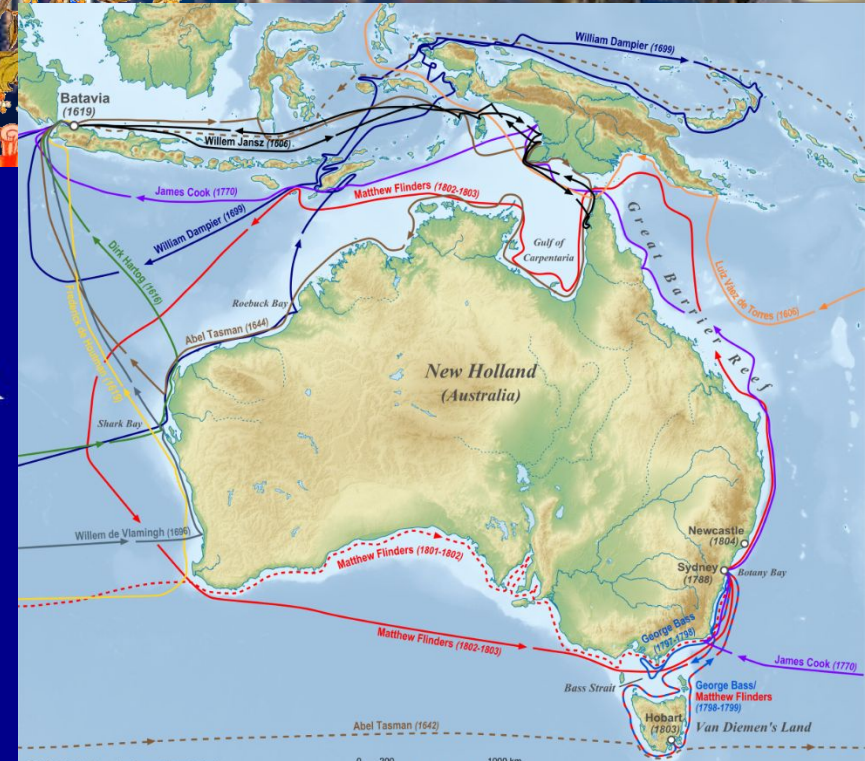 William Dampier (1699)
Batavia
(1619)
Willem Jansz (1606)
James Cook (1770)
Matthew Flinders (1802-1803)
William Dampier (1699)
Dirk Hartog (1616)
Gulf of
Carpentaria
Great Barrier Reef
Luiz Váez de Torres (1606)
Roebuck Bay
Abel Tasman (1644)
New Holland
(Australia)
Shark Bay
Willem de Vlamingh (1696)
Newcastle
(1804)
Sydney
(1788)
Botany Bay
Matthew Flinders (1801-1802)
Matthew Flinders (1802-1803)
George Bass
(1797-1798)
James Cook (1770)
Bass Strait
George Bass/
Matthew Flinders
(1798-1799)
Hobart
(1803)
Van Diemen's Land
Abel Tasman (1642)